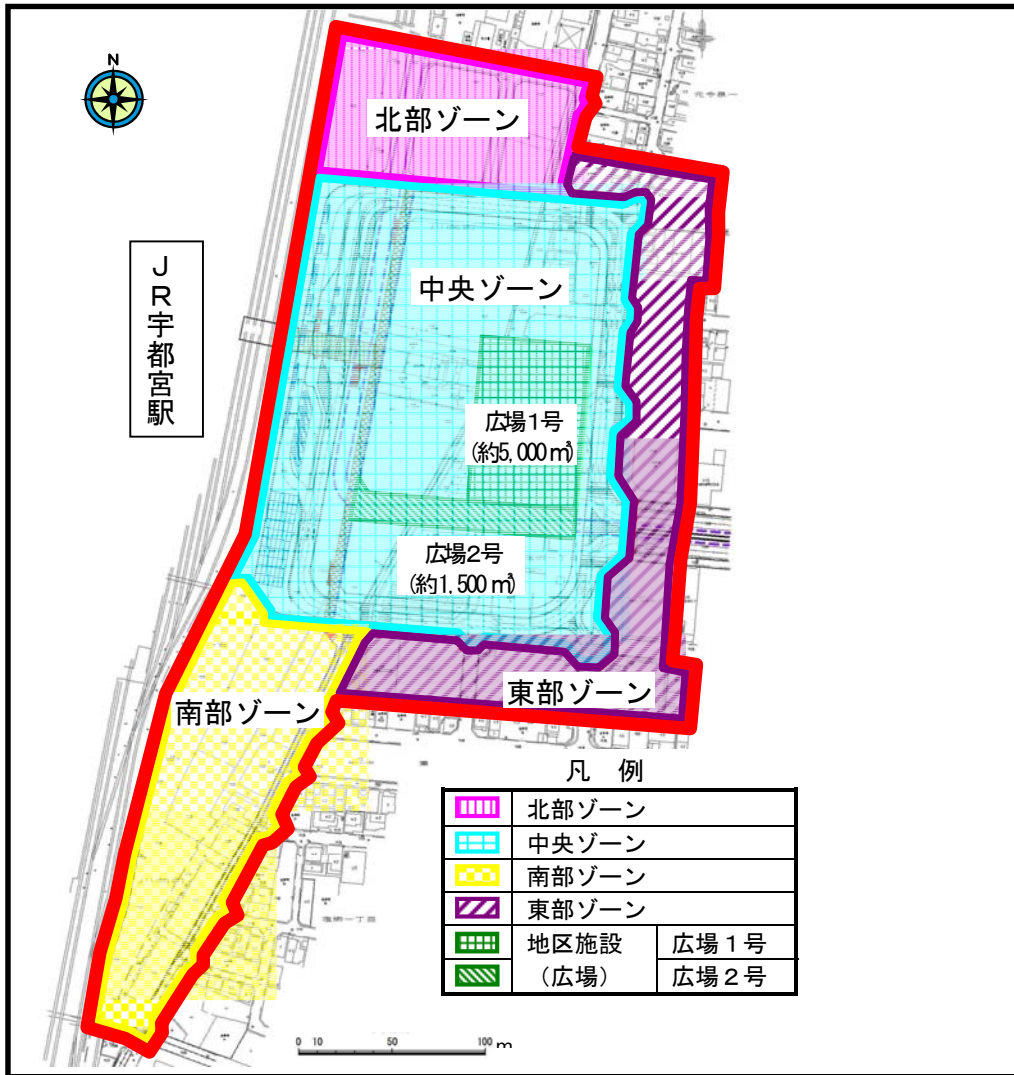 N
北部ゾーン
JR宇都宮駅
中央ゾーン
広場1号
(約5,000㎡)
広場2号
(約1,500㎡)
南部ゾーン
東部ゾーン
凡 例
北部ゾーン
中央ゾーン
南部ゾーン
東部ゾーン
地区施設 広場1号
(広場) 広場2号
0 10 50 100 m